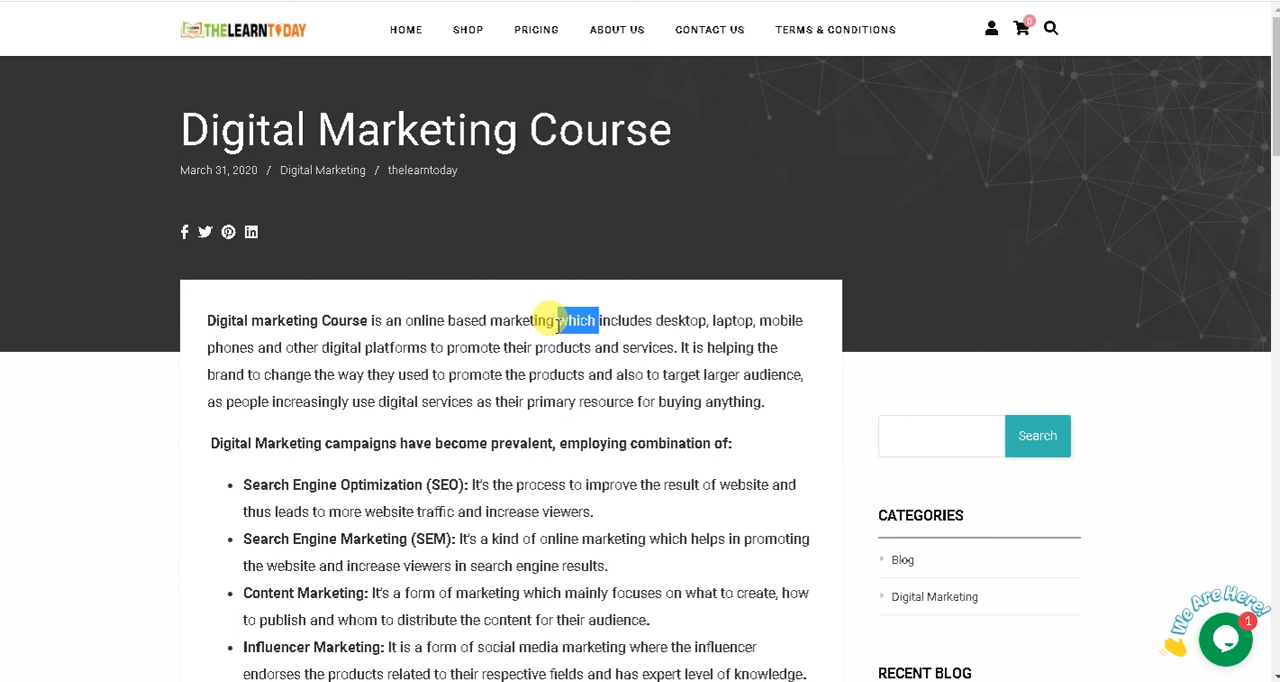 THELEARNTODAY
HOME
SHOP
PRICING
ABOUT US
CONTACT US
TERMS & CONDITIONS
0
Digital Marketing Course
March 31, 2020 / Digital Marketing / thelearntoday
Digital marketing Course is an online based marketing which includes desktop, laptop, mobile
phones and other digital platforms to promote their products and services. It is helping the
brand to change the way they used to promote the products and also to target larger audience,
as people increasingly use digital services as their primary resource for buying anything.
Digital Marketing campaigns have become prevalent, employing combination of:
• Search Engine Optimization (SEO): It's the process to improve the result of website and
thus leads to more website traffic and increase viewers.
• Search Engine Marketing (SEM): It's a kind of online marketing which helps in promoting
the website and increase viewers in search engine results.
• Content Marketing: It's a form of marketing which mainly focuses on what to create, how
to publish and whom to distribute the content for their audience.
• Influencer Marketing: It is a form of social media marketing where the influencer
endorses the products related to their respective fields and has expert level of knowledge.
Search
CATEGORIES
Blog
Digital Marketing
RECENT BLOG
We Are Here!
1